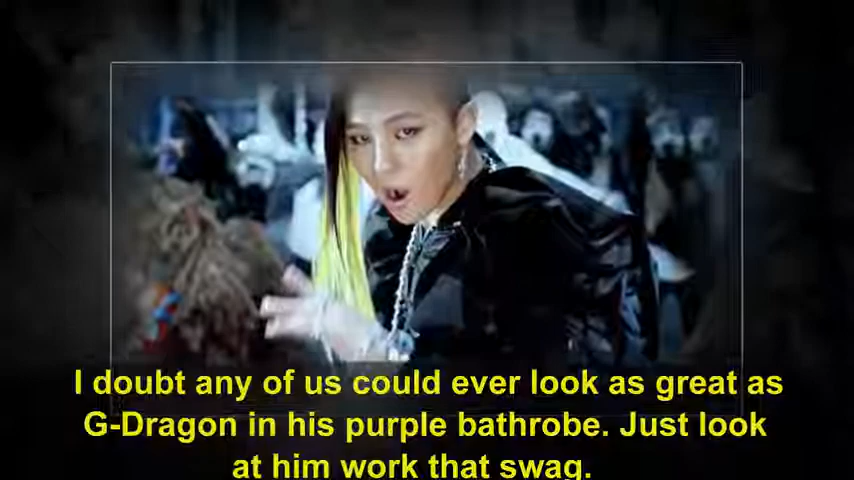 I doubt any of us could ever look as great as
G-Dragon in his purple bathrobe. Just look
at him work that swag.